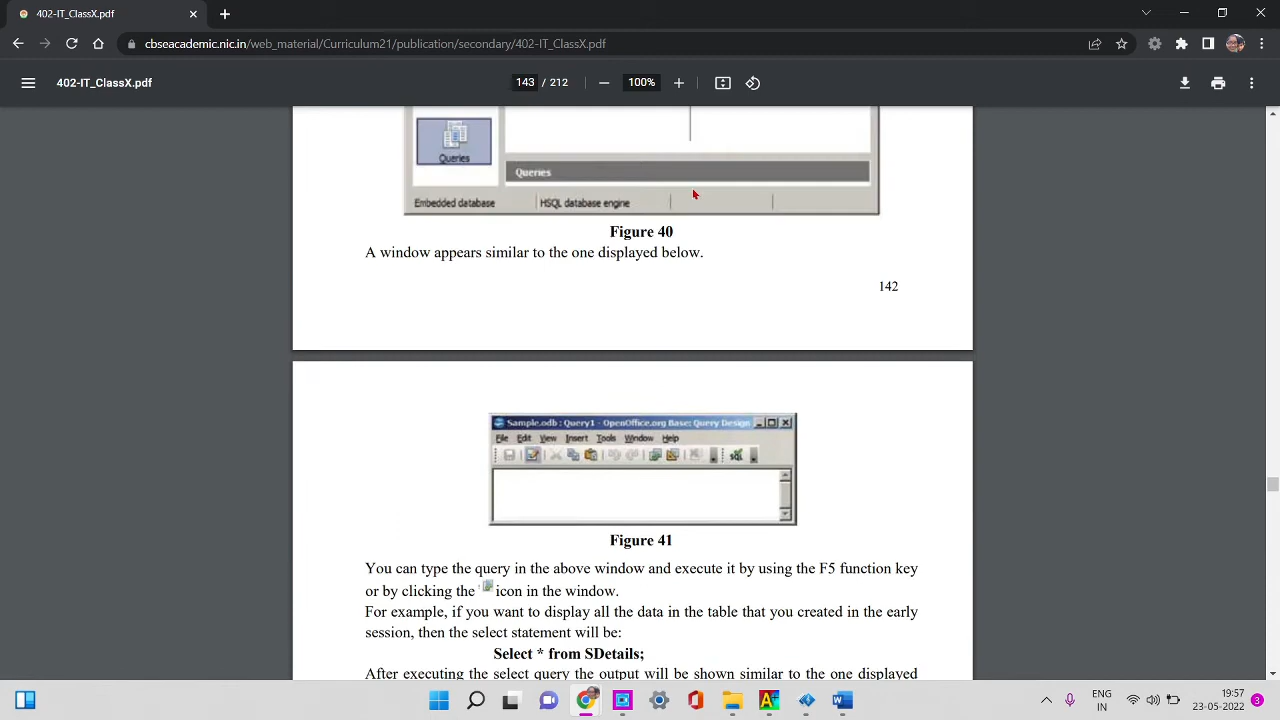 402-IT_ClassX.pdf
cbseacademic.nic.in/web_material/Curriculum21/publication/secondary/402-IT_ClassX.pdf
402-IT_ClassX.pdf
143 / 212
100%
Queries
Queries
Embedded database
HSQL database engine
Figure 40
A window appears similar to the one displayed below.
142
Sample.odb : Query1 - OpenOffice.org Base: Query Design
File Edit View Insert Tools Window Help
SQL
Figure 41
You can type the query in the above window and execute it by using the F5 function key
or by clicking the icon in the window.
For example, if you want to display all the data in the table that you created in the early
session, then the select statement will be:
Select * from SDetails;
After executing the select query the output will be shown similar to the one displayed
ENG
IN
19:57
23-05-2022
3